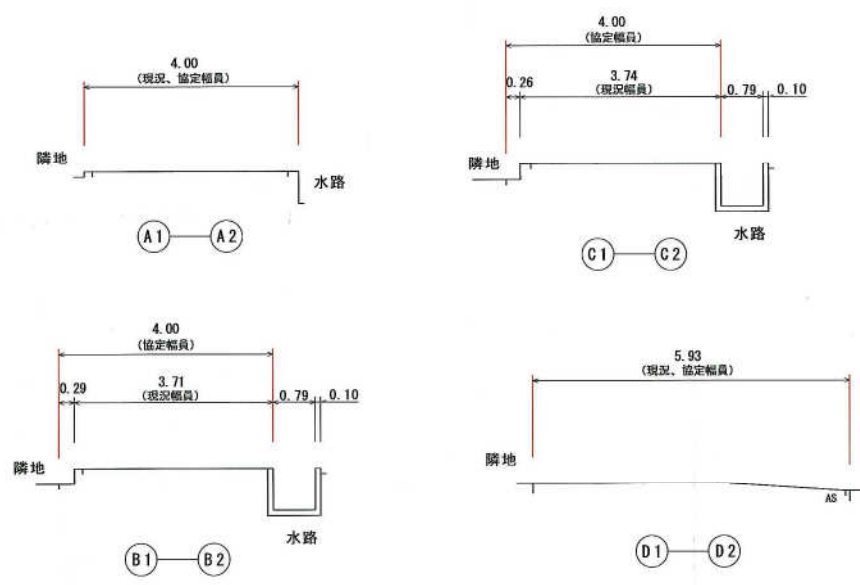 4.00
(現況、協定幅員)
隣地
水路
A1
A2
4.00
(協定幅員)
0.26
3.74
(現況幅員)
0.79
0.10
隣地
水路
C1
C2
4.00
(協定幅員)
0.29
3.71
(現況幅員)
0.79
0.10
隣地
水路
B1
B2
5.93
(現況、協定幅員)
隣地
AS
D1
D2